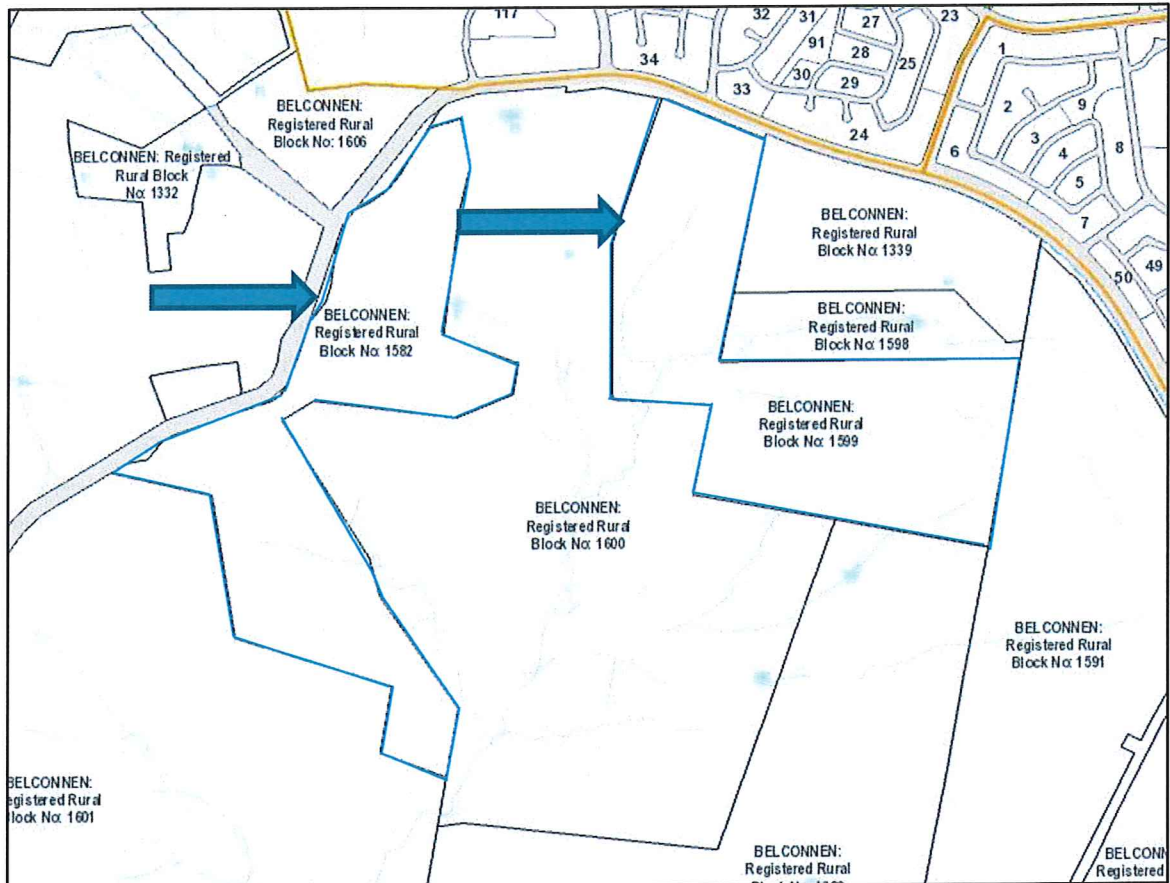 117
32
31
27
23
91
28
34
30
29
25
1
33
2
9
24
3
8
6
4
5
7
50
49
BELCONNEN:
Registered Rural
Block No: 1606
BELCONNEN: Registered
Rural Block
No: 1332
BELCONNEN:
Registered Rural
Block No: 1339
BELCONNEN:
Registered Rural
Block No: 1582
BELCONNEN:
Registered Rural
Block No: 1598
BELCONNEN:
Registered Rural
Block No: 1599
BELCONNEN:
Registered Rural
Block No: 1600
BELCONNEN:
Registered Rural
Block No: 1591
BELCONNEN:
egistered Rural
lock No: 1601
BELCONNEN:
Registered Rural
BELCONN
Registered